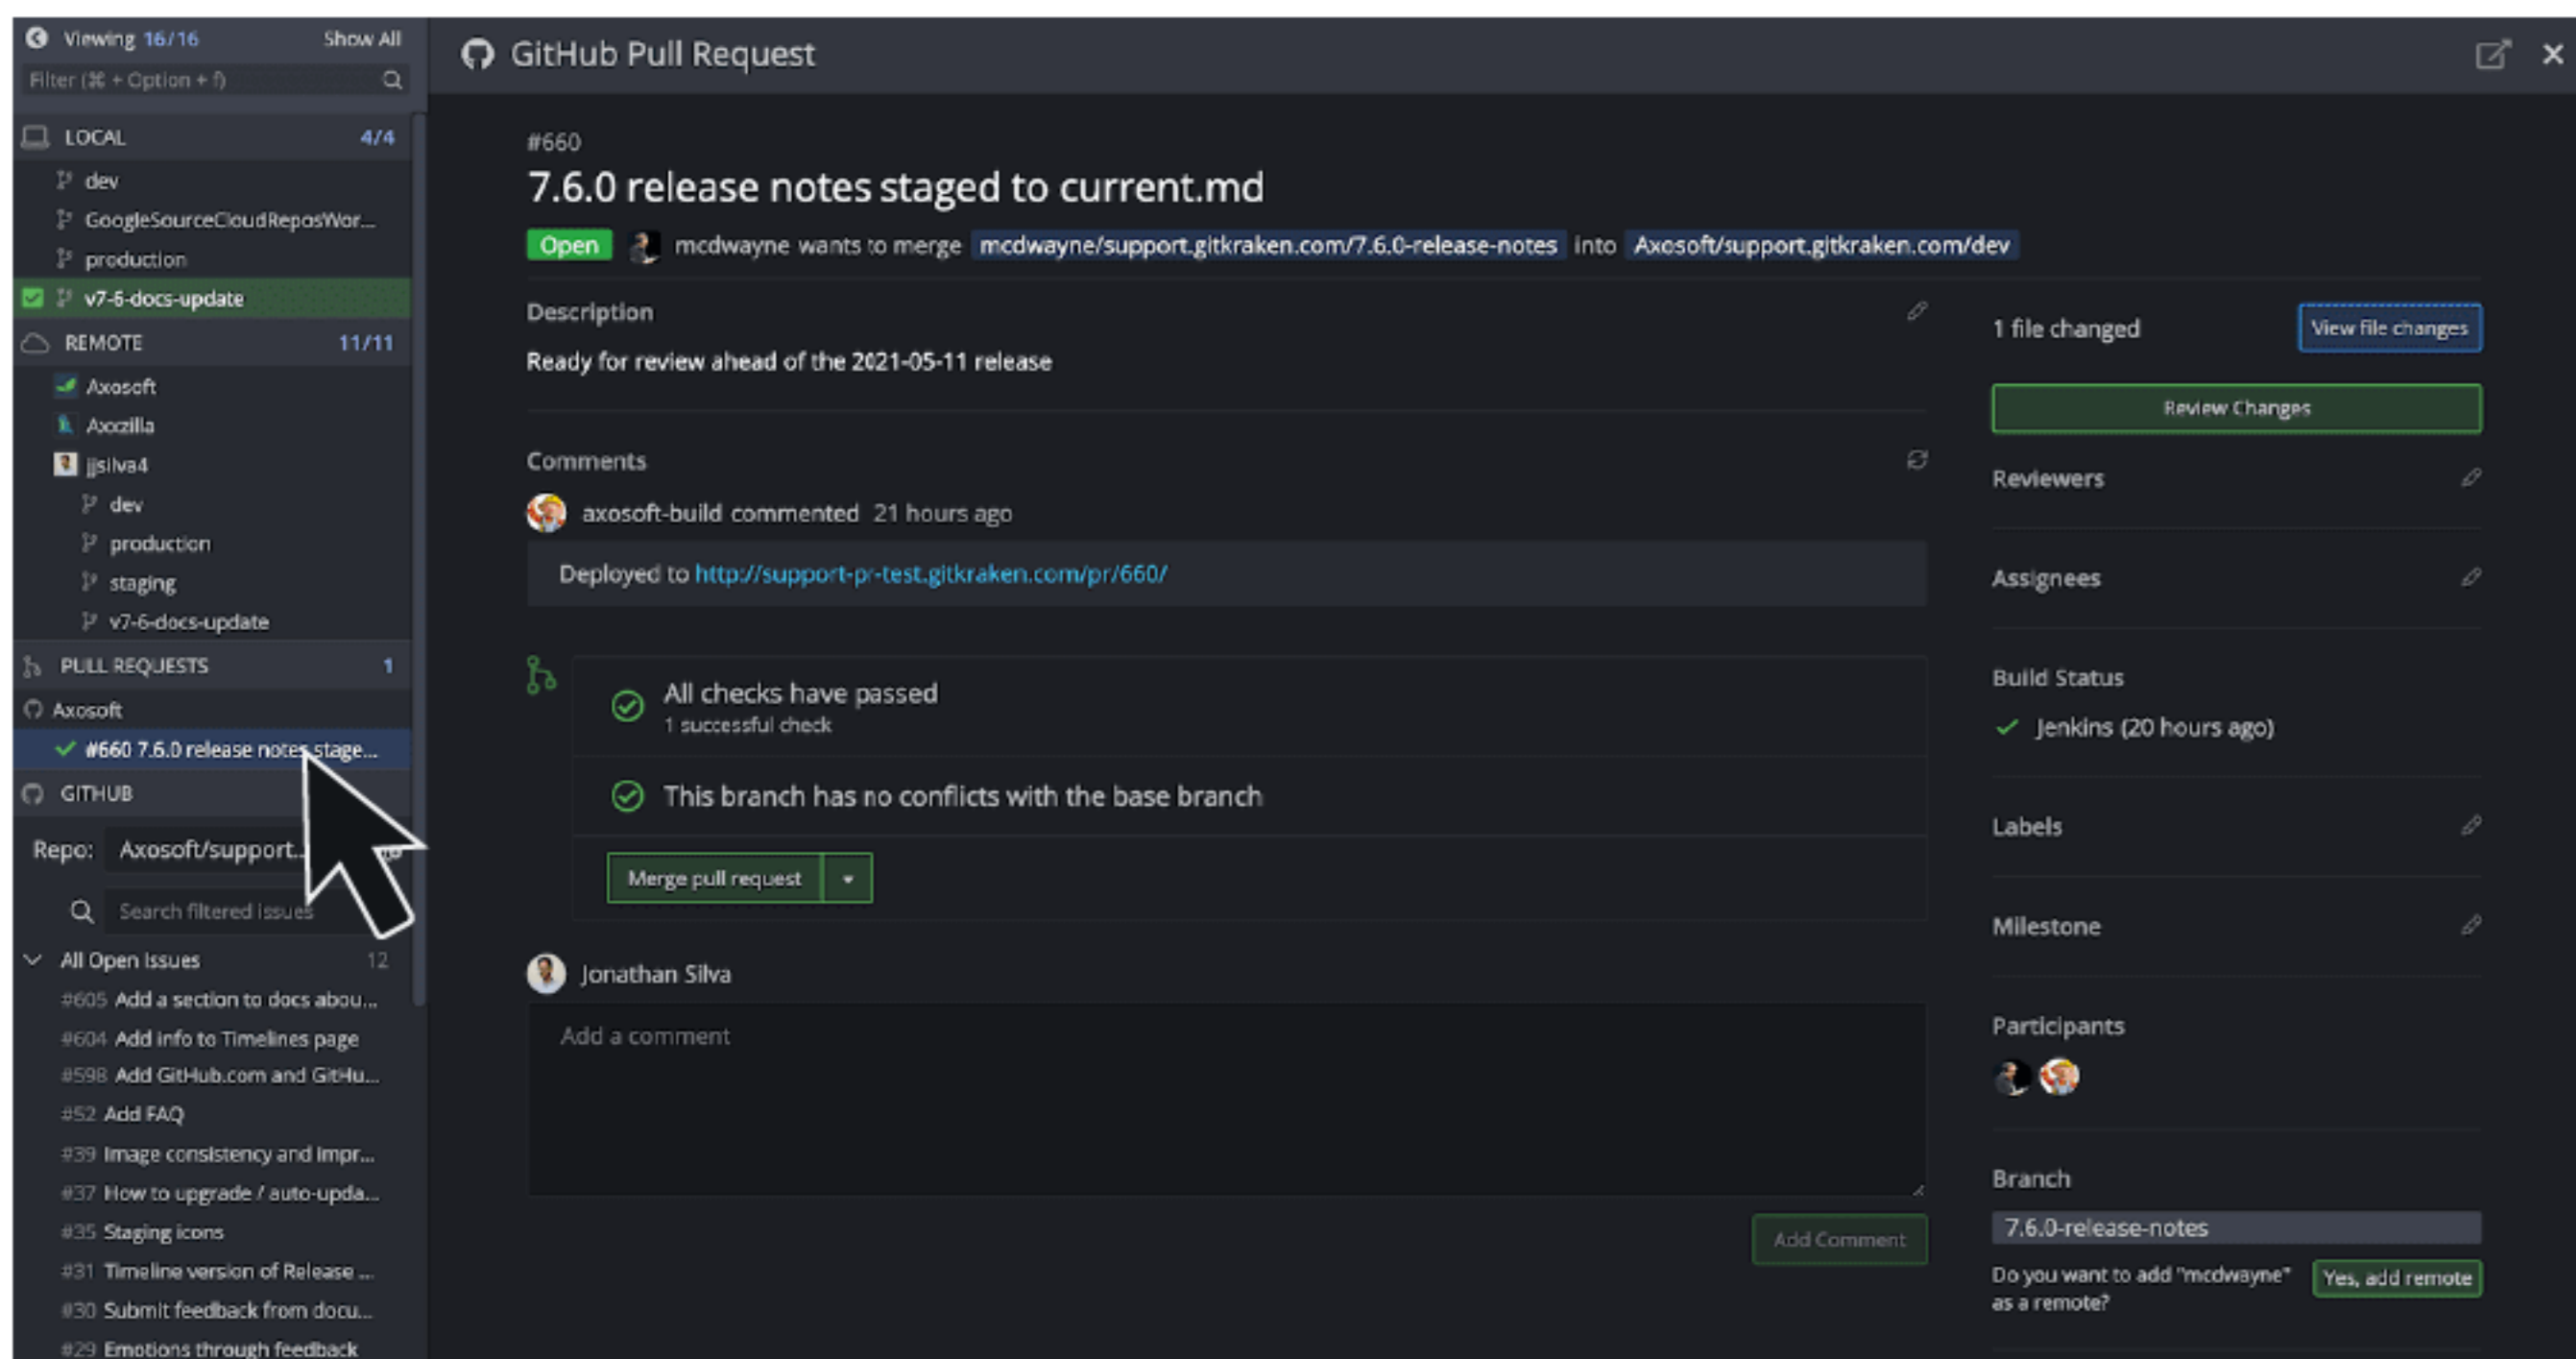 Viewing 16/16 Show All
Filter (⌘ + Option + f)
LOCAL 4/4
dev
GoogleSourceCloudReposWor...
production
v7-6-docs-update
REMOTE 11/11
Axosoft
Axozilla
jjsilva4
dev
production
staging
v7-6-docs-update
PULL REQUESTS 1
Axosoft
#660 7.6.0 release notes stage...
GITHUB
Repo: Axosoft/support...
Search filtered issues
All Open Issues 12
#605 Add a section to docs abou...
#604 Add info to Timelines page
#598 Add GitHub.com and GitHu...
#52 Add FAQ
#39 Image consistency and impr...
#37 How to upgrade / auto-upda...
#35 Staging icons
#31 Timeline version of Release ...
#30 Submit feedback from docu...
#29 Emotions through feedback
GitHub Pull Request
#660
7.6.0 release notes staged to current.md
Open mcdwayne wants to merge mcdwayne/support.gitkraken.com/7.6.0-release-notes into Axosoft/support.gitkraken.com/dev
Description
Ready for review ahead of the 2021-05-11 release
Comments
axosoft-build commented 21 hours ago
Deployed to http://support-pr-test.gitkraken.com/pr/660/
All checks have passed
1 successful check
This branch has no conflicts with the base branch
Merge pull request
Jonathan Silva
Add a comment
Add Comment
1 file changed View file changes
Review Changes
Reviewers
Assignees
Build Status
Jenkins (20 hours ago)
Labels
Milestone
Participants
Branch
7.6.0-release-notes
Do you want to add "mcdwayne"
as a remote?
Yes, add remote